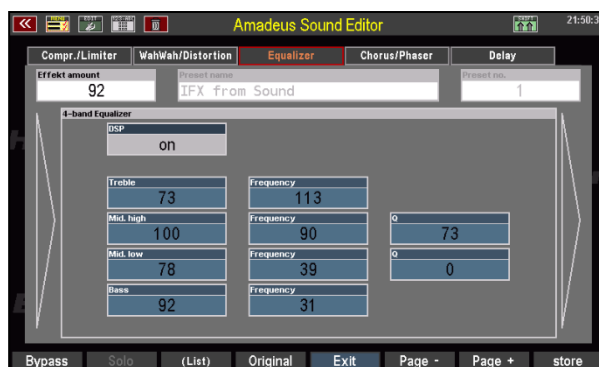 Amadeus Sound Editor 21:50:3
Compr./Limiter WahWah/Distortion Equalizer Chorus/Phaser Delay
Effekt amount Preset name Preset no.
92 IFX from Sound 1
4-band Equalizer
DSP
on
Treble Frequency
73 113
Mid. high Frequency Q
100 90 73
Mid. low Frequency Q
78 39 0
Bass Frequency
92 31
Bypass Solo (List) Original Exit Page - Page + store